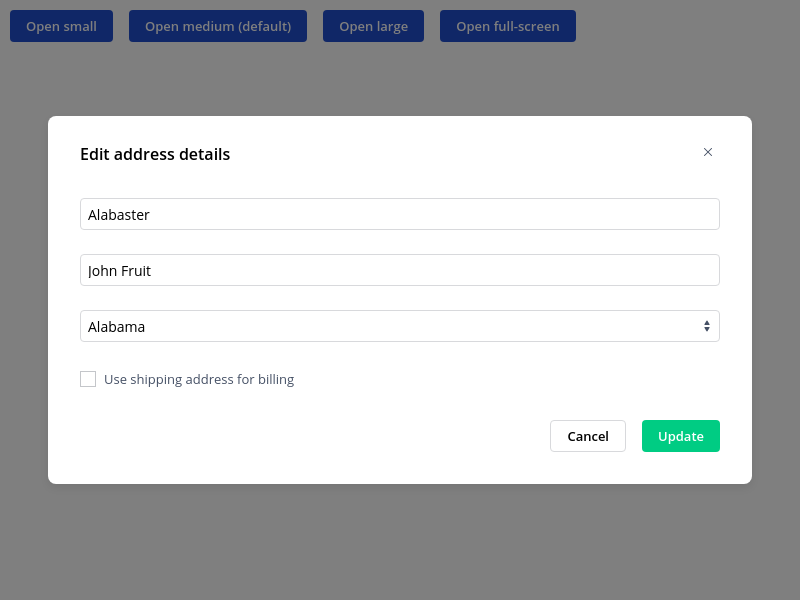 Open small Open medium (default) Open large Open full-screen
Edit address details
Alabaster
John Fruit
Alabama
Use shipping address for billing
Cancel Update